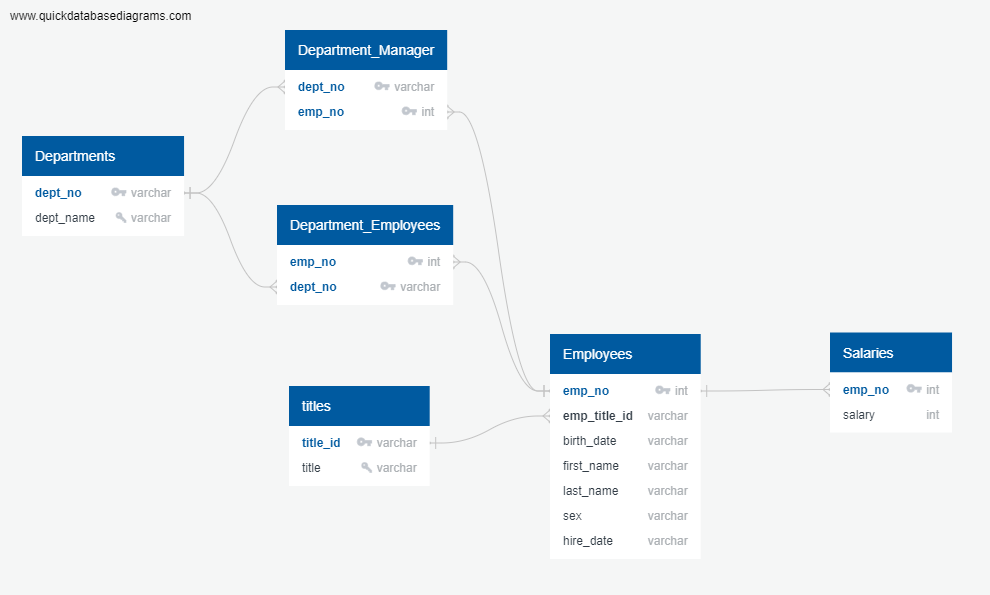 www.quickdatabasediagrams.com
Department_Manager
dept_no varchar
emp_no int
Departments
dept_no varchar
dept_name varchar
Department_Employees
emp_no int
dept_no varchar
titles
title_id varchar
title varchar
Employees
emp_no int
emp_title_id varchar
birth_date varchar
first_name varchar
last_name varchar
sex varchar
hire_date varchar
Salaries
emp_no int
salary int